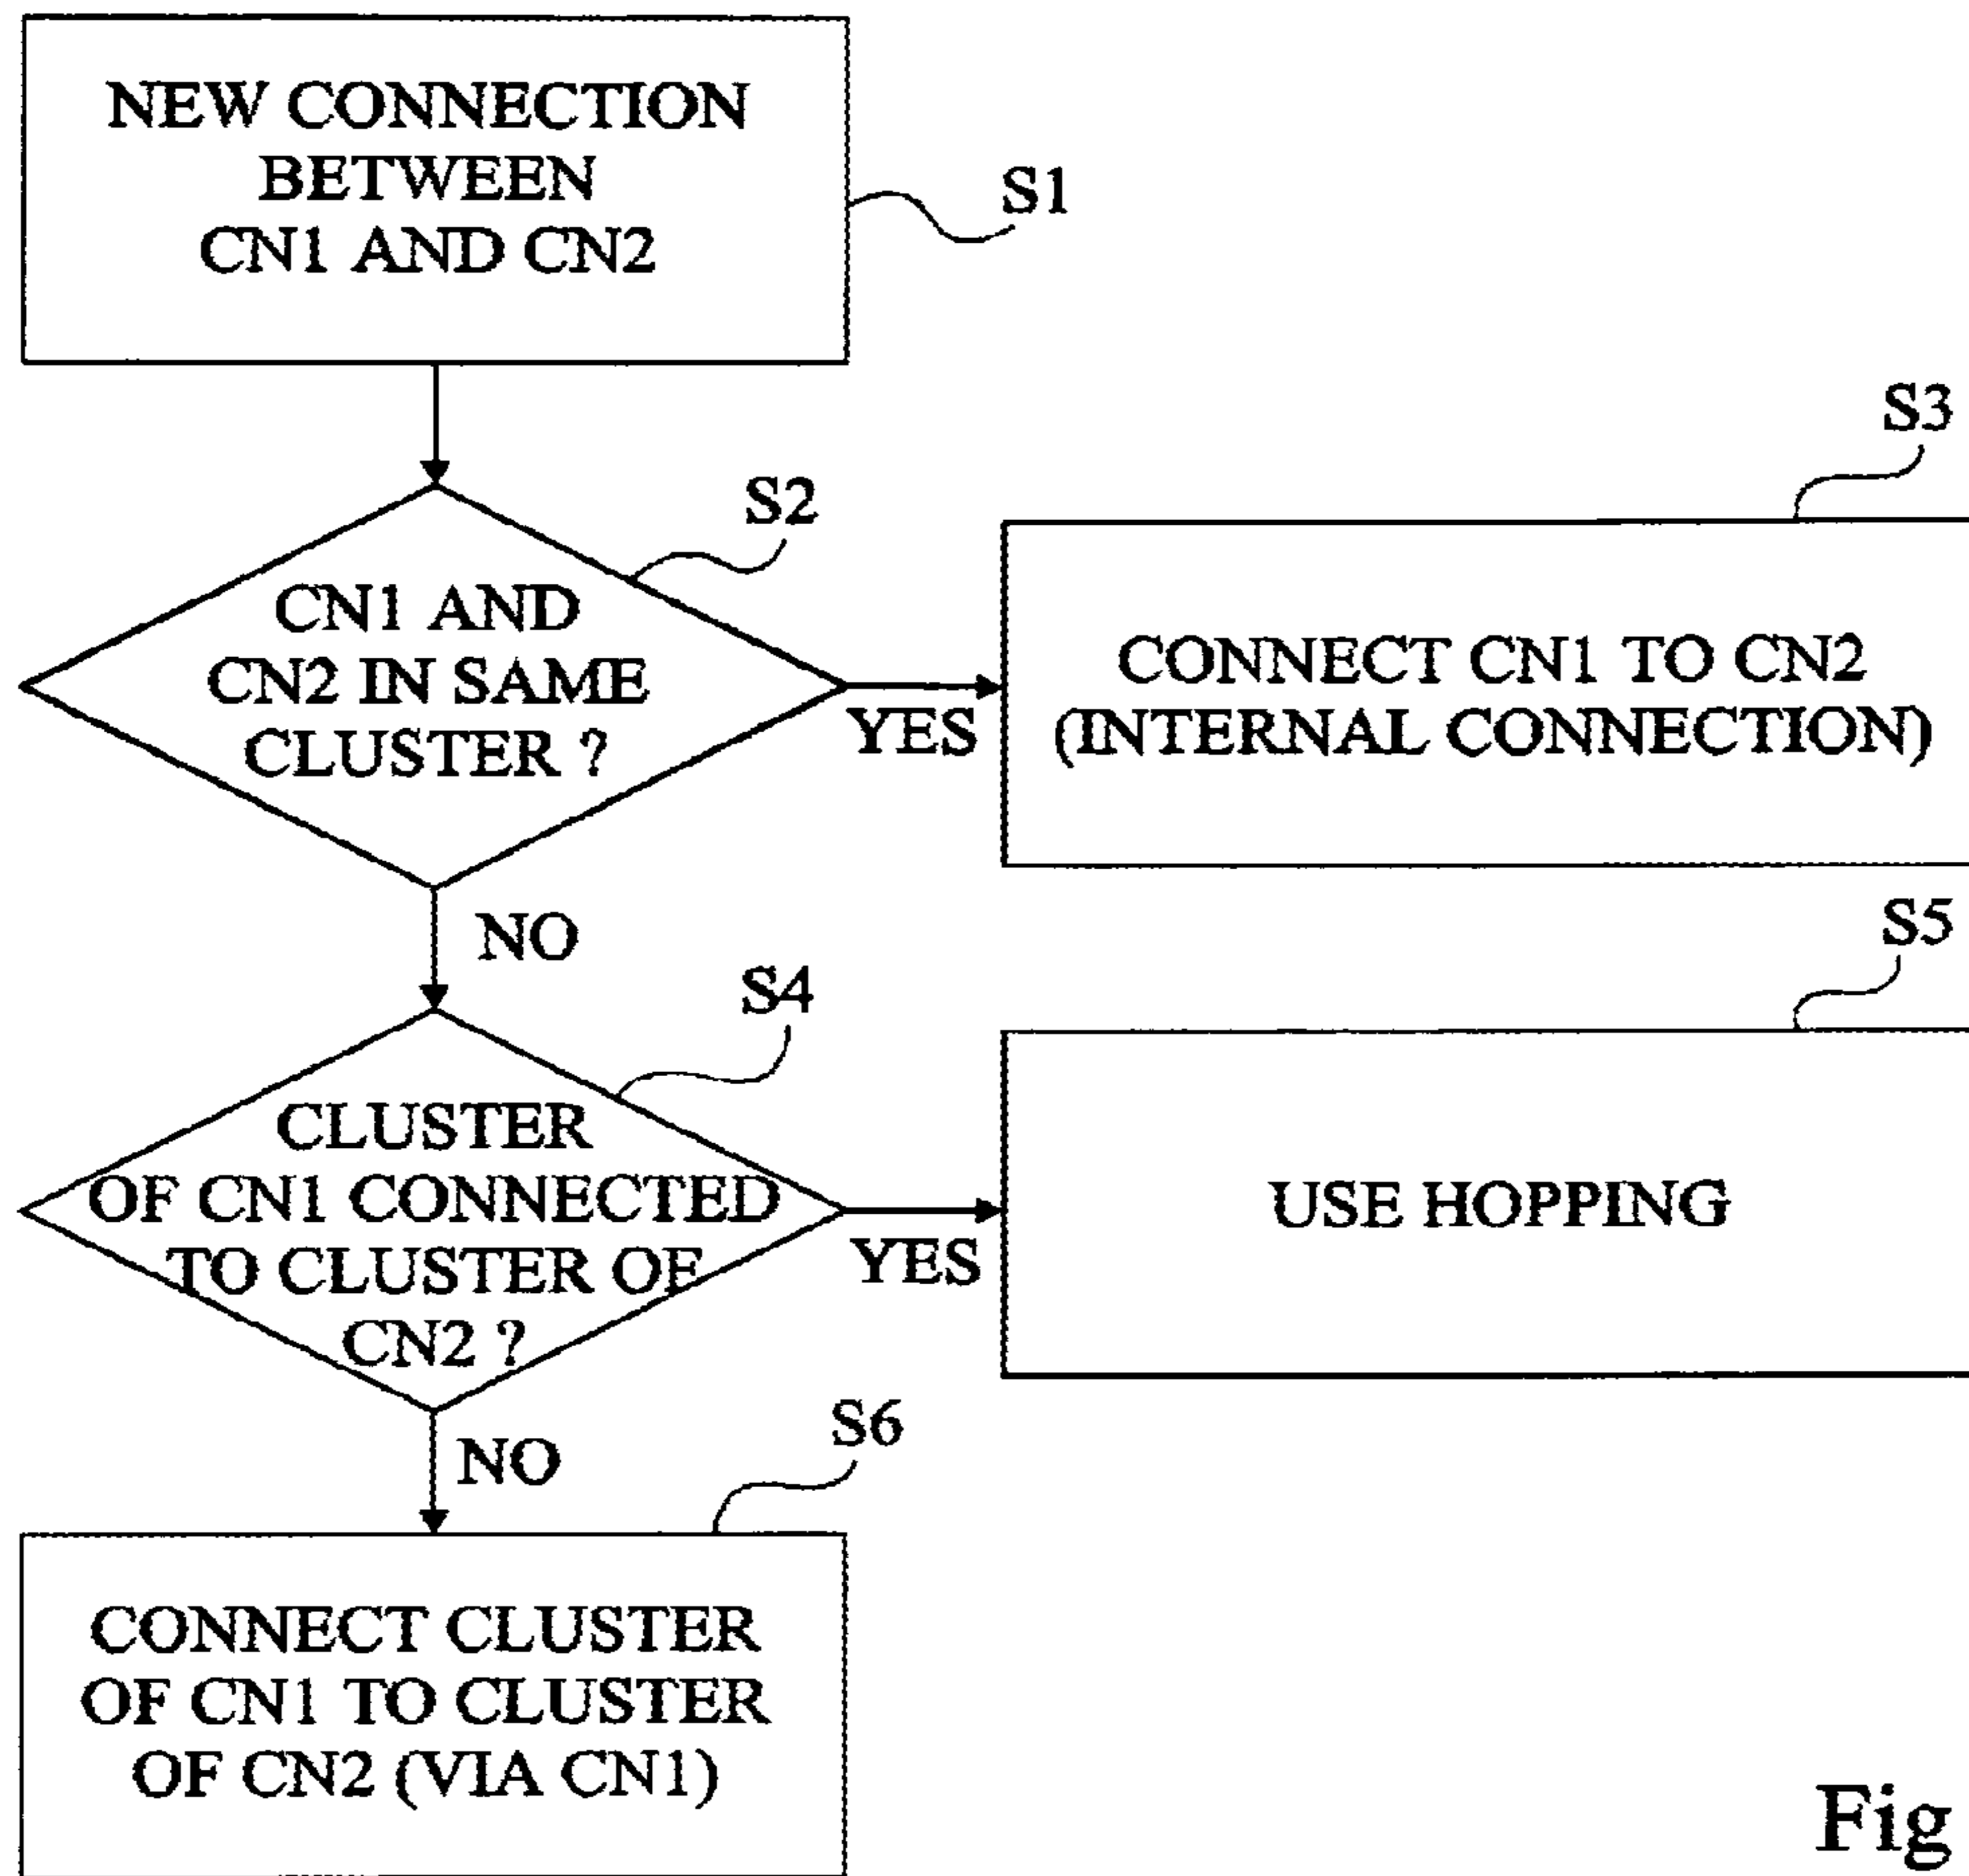 NEW CONNECTION
BETWEEN
CN1 AND CN2
S1
S2
CN1 AND
CN2 IN SAME
CLUSTER ?
YES
S3
CONNECT CN1 TO CN2
(INTERNAL CONNECTION)
NO
S4
CLUSTER
OF CN1 CONNECTED
TO CLUSTER OF
CN2 ?
YES
S5
USE HOPPING
NO
S6
CONNECT CLUSTER
OF CN1 TO CLUSTER
OF CN2 (VIA CN1)
Fig